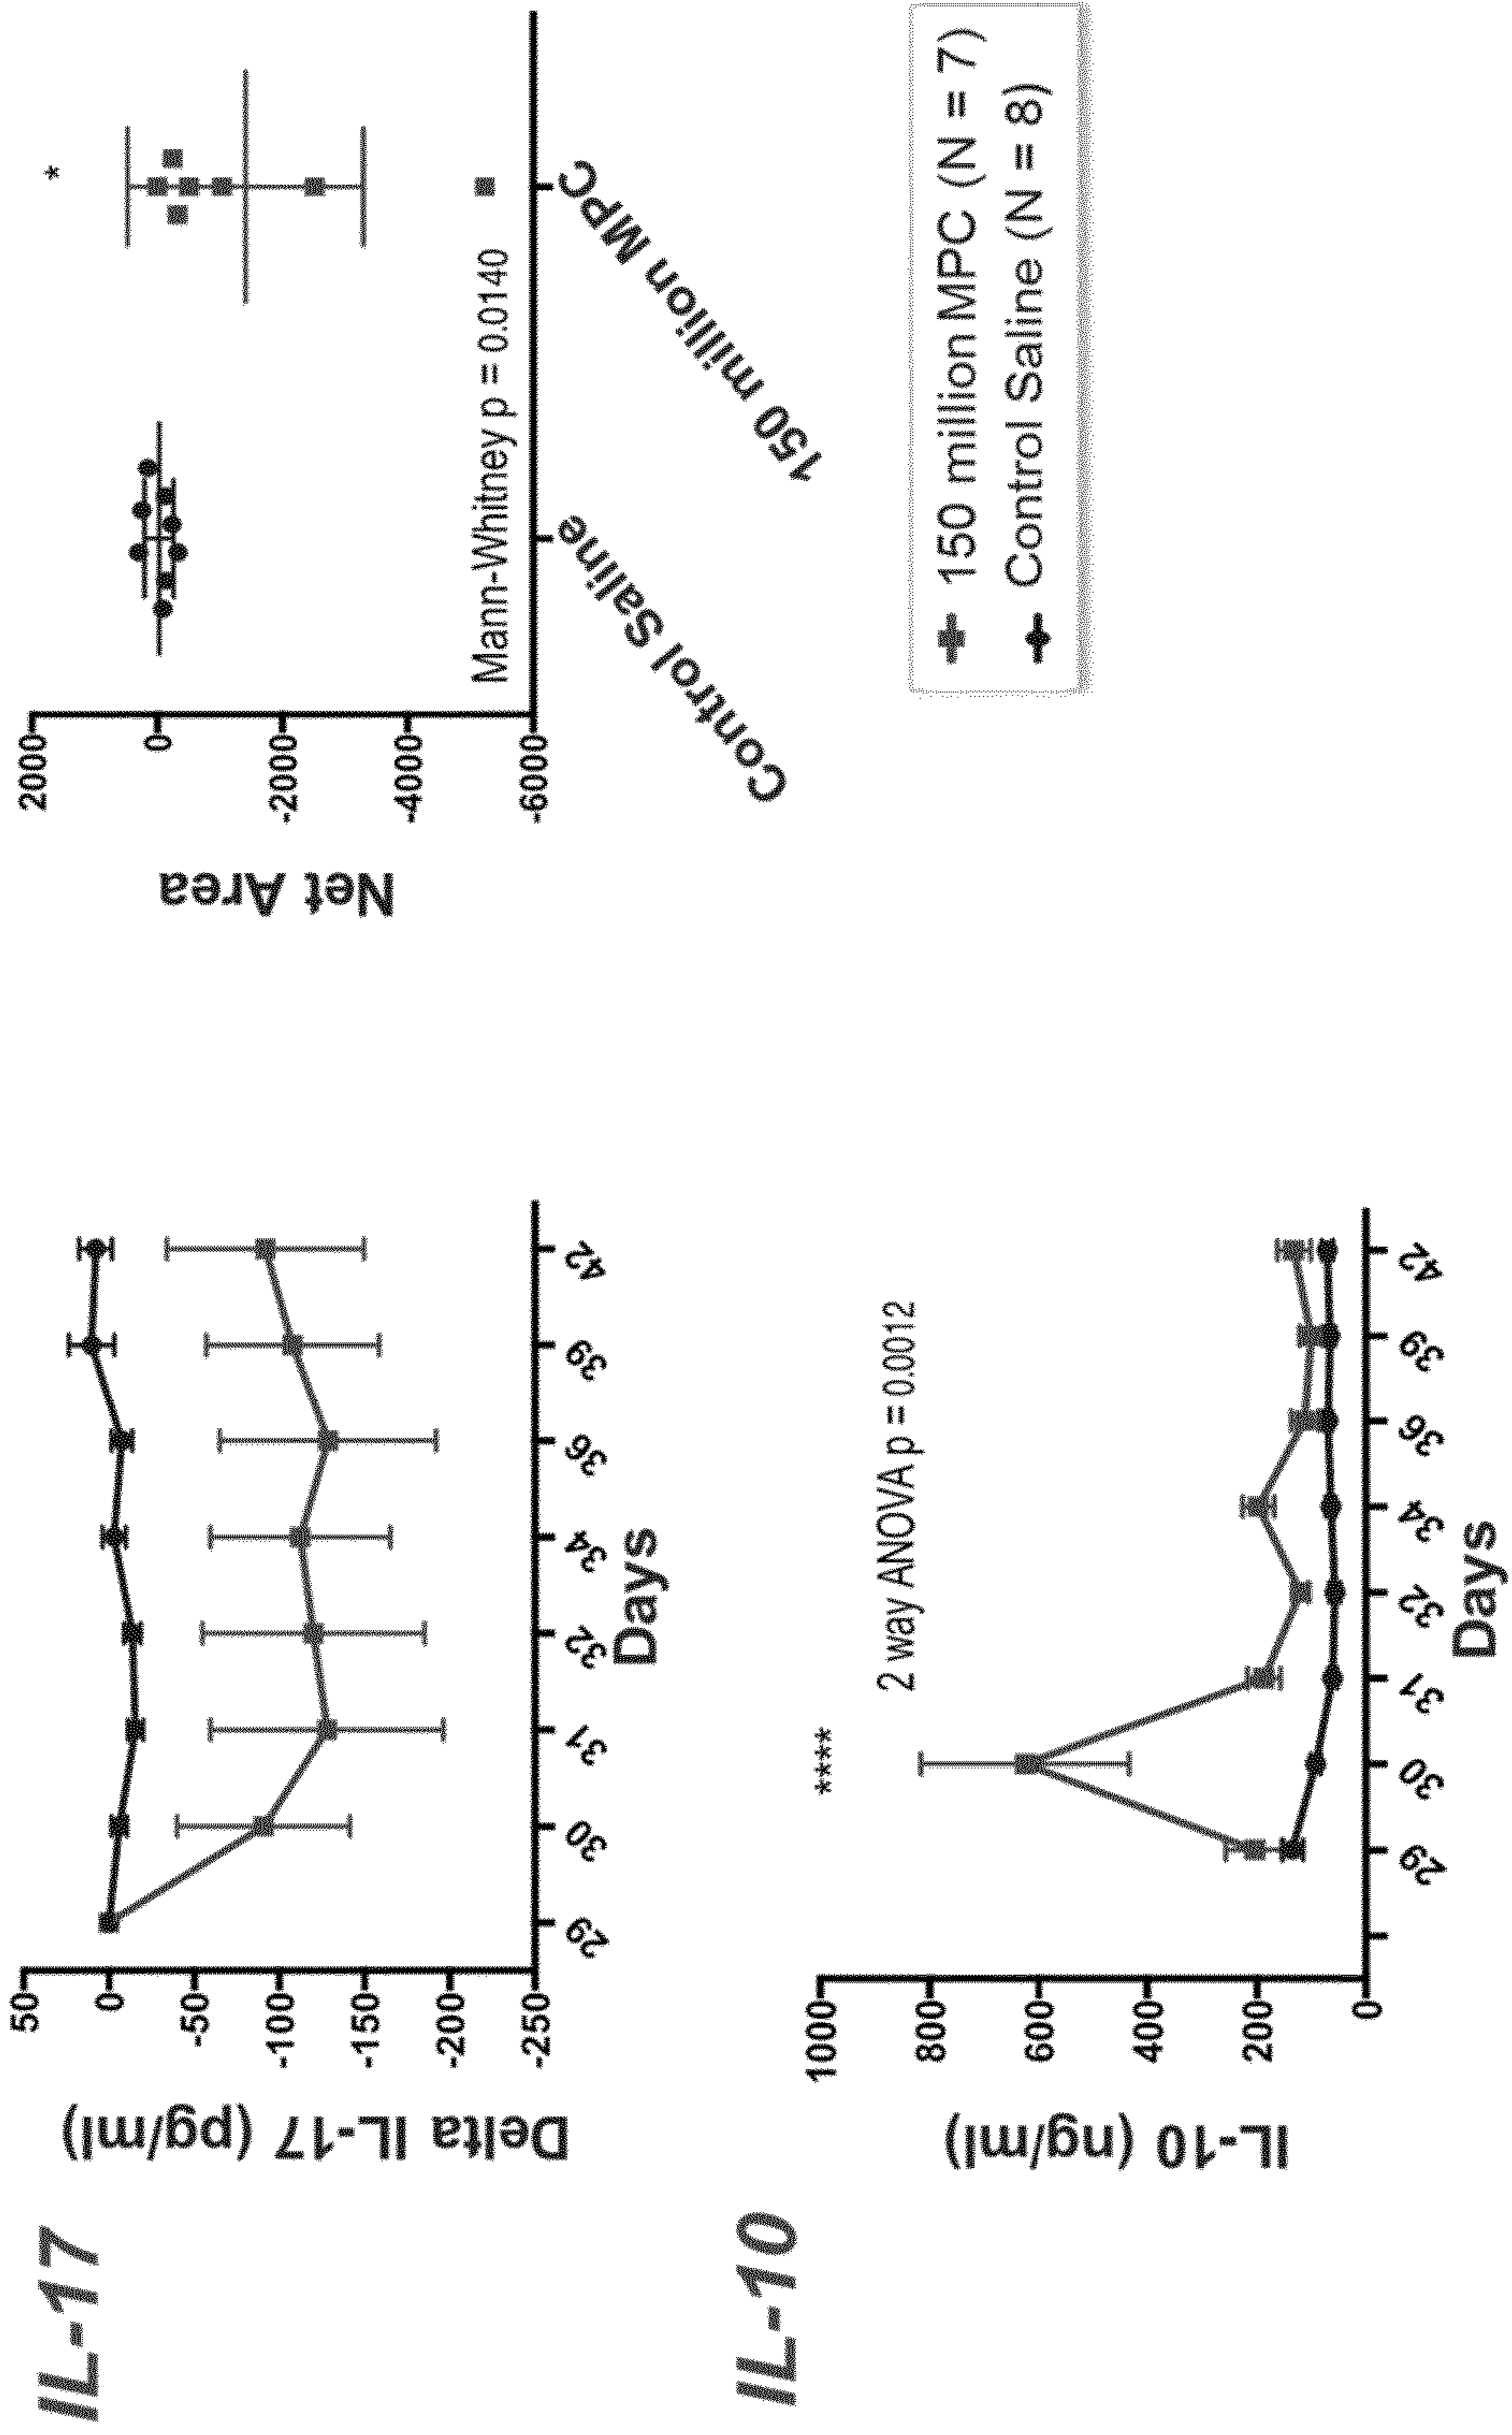 IL-17
Delta IL-17 (pg/ml)
50
0
-50
-100
-150
-200
-250
29 30 31 32 34 36 39 42
Days
Net Area
2000
0
-2000
-4000
-6000
*
Mann-Whitney p = 0.0140
Control Saline
150 million MPC
IL-10
IL-10 (ng/ml)
1000
800
600
400
200
0
****
2 way ANOVA p = 0.0012
29 30 31 32 34 36 39 42
Days
150 million MPC (N = 7)
Control Saline (N = 8)